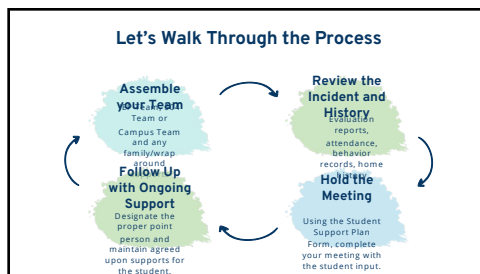 Let's Walk Through the Process
Assemble
your Team
Team or
Campus Team
and any
family/wrap
around
Review the
Incident and
History
Evaluation
reports,
attendance,
behavior
records, home
history
Follow Up
with Ongoing
Support
Designate the
proper point
person and
maintain agreed
upon supports for
the student.
Hold the
Meeting
Using the Student
Support Plan
Form, complete
your meeting with
the student input.